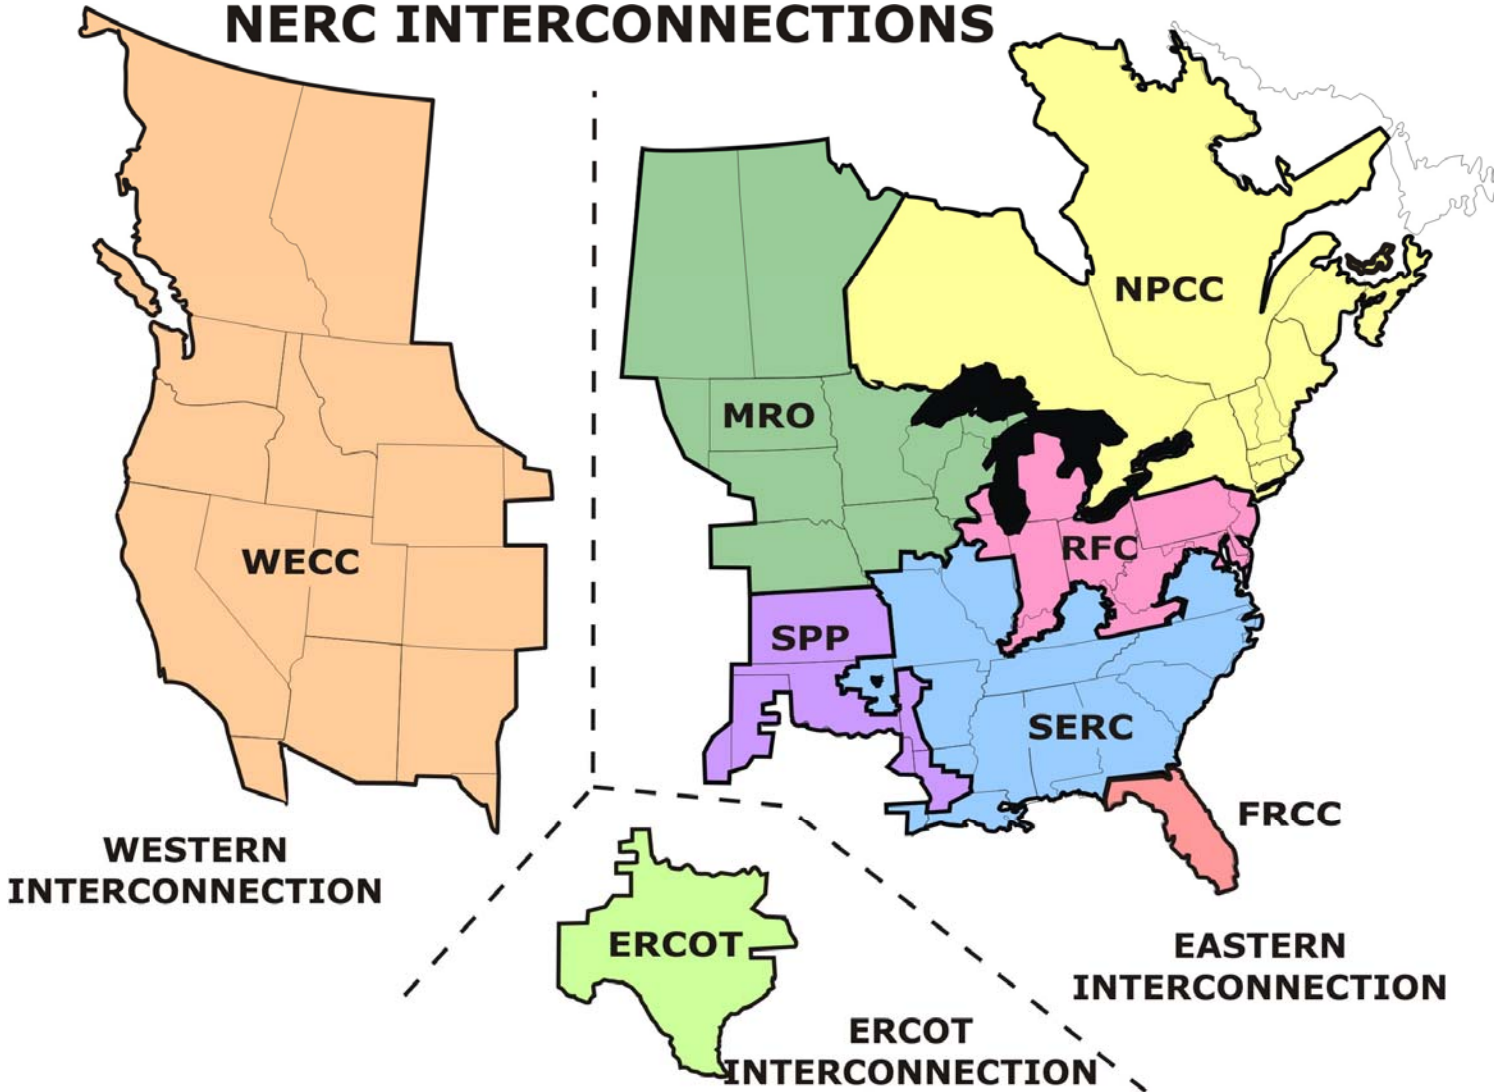 NERC INTERCONNECTIONS
NPCC
MRO
WECC
RFC
SPP
SERC
FRCC
WESTERN
INTERCONNECTION
ERCOT
EASTERN
INTERCONNECTION
ERCOT
INTERCONNECTION